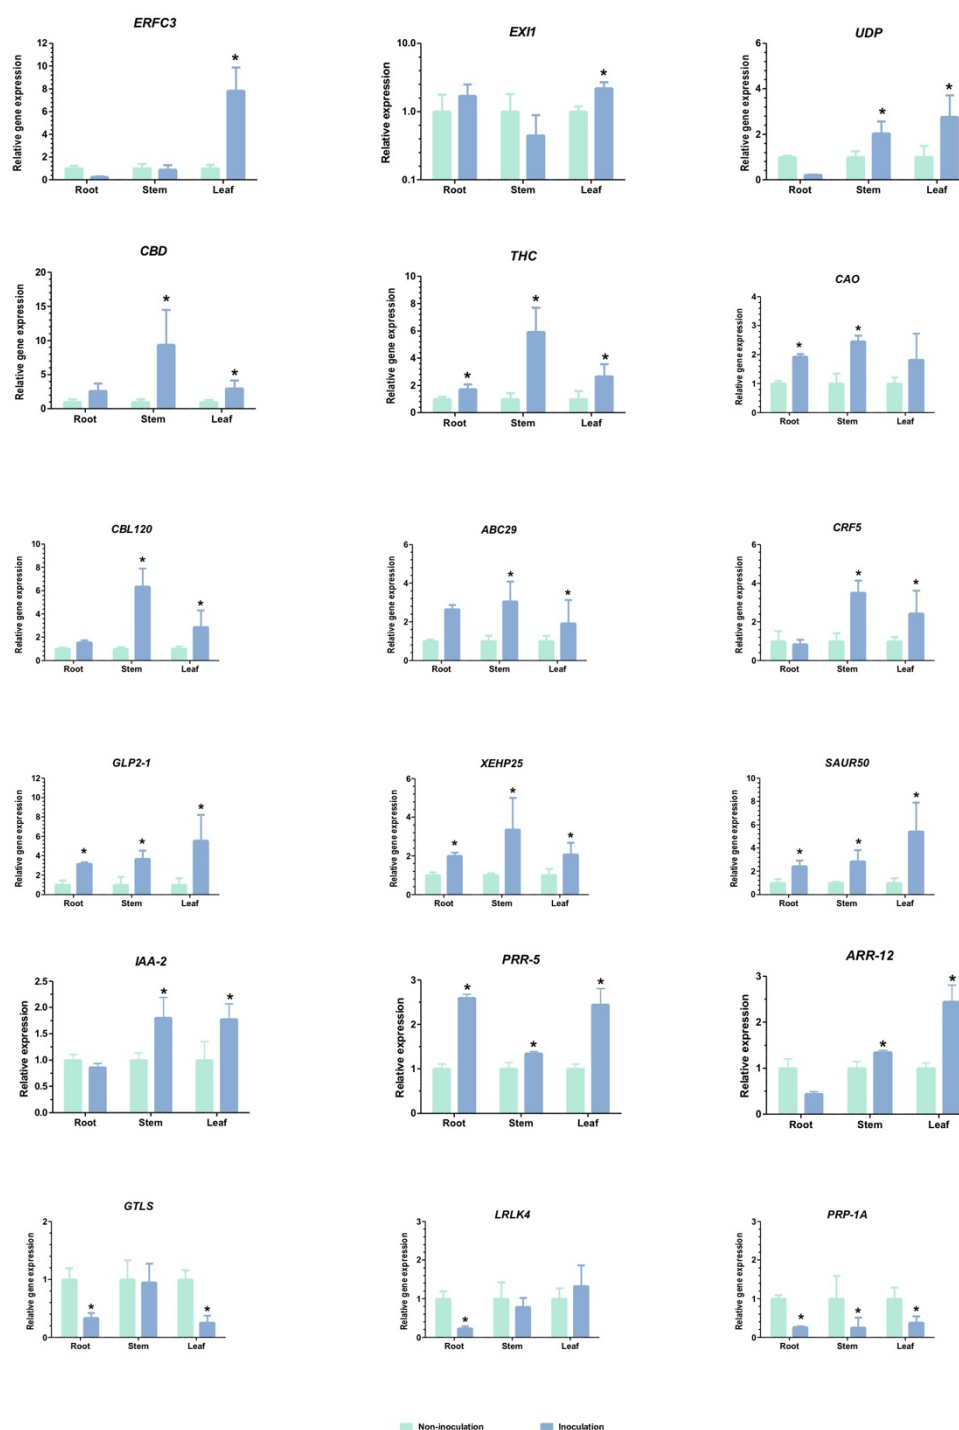 ERFC3
Relative gene expression
12
10
8
6
4
2
0
*
Root Stem Leaf
EXI1
Relative expression
10.0
1.0
0.1
*
Root Stem Leaf
UDP
Relative gene expression
6
4
2
0
* *
Root Stem Leaf
CBD
Relative gene expression
20
15
10
5
0
* *
Root Stem Leaf
THC
Relative gene expression
10
8
6
4
2
0
* * *
Root Stem Leaf
CAO
Relative gene expression
4
3
2
1
0
* *
Root Stem Leaf
CBL120
Relative gene expression
10
8
6
4
2
0
* *
Root Stem Leaf
ABC29
Relative gene expression
6
4
2
0
* *
Root Stem Leaf
CRF5
Relative gene expression
6
4
2
0
* *
Root Stem Leaf
GLP2-1
Relative gene expression
12
10
8
6
4
2
0
* * *
Root Stem Leaf
XEHP25
Relative gene expression
6
4
2
0
* * *
Root Stem Leaf
SAUR50
Relative gene expression
10
8
6
4
2
0
* * *
Root Stem Leaf
IAA-2
Relative expression
2.5
2.0
1.5
1.0
0.5
0.0
* *
Root Stem Leaf
PRR-5
Relative expression
3
2
1
0
* * *
Root Stem Leaf
ARR-12
Relative expression
3
2
1
0
* *
Root Stem Leaf
GTLS
Relative gene expression
2
1
0
* *
Root Stem Leaf
LRLK4
Relative gene expression
3
2
1
0
*
Root Stem Leaf
PRP-1A
Relative gene expression
3
2
1
0
* * *
Root Stem Leaf
Non-inoculation Inoculation